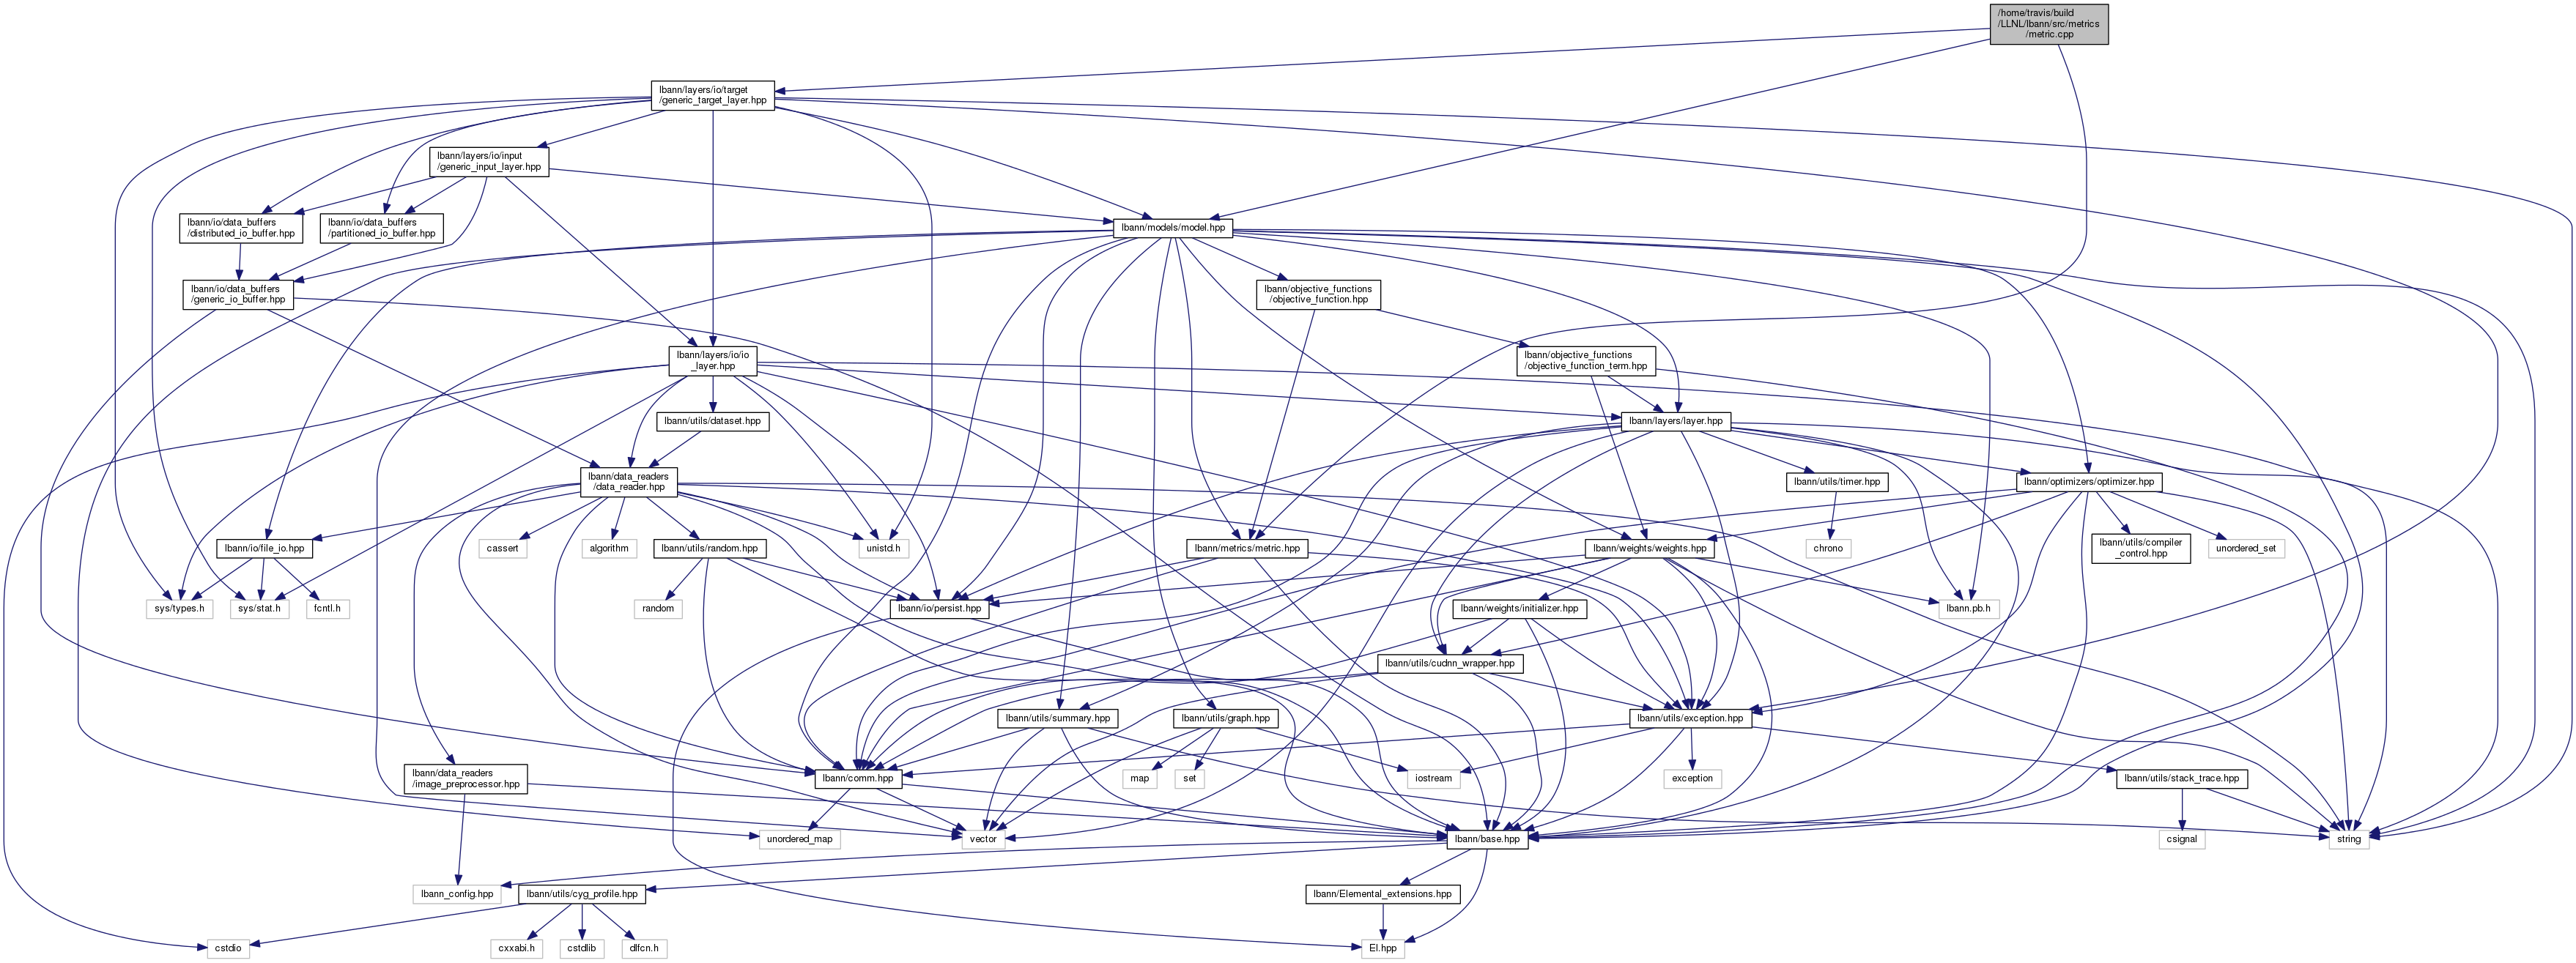 /home/travis/build
/LLNL/lbann/src/metrics
/metric.cpp
lbann/layers/io/target
/generic_target_layer.hpp
lbann/layers/io/input
/generic_input_layer.hpp
lbann/io/data_buffers
/distributed_io_buffer.hpp
lbann/io/data_buffers
/partitioned_io_buffer.hpp
lbann/models/model.hpp
lbann/io/data_buffers
/generic_io_buffer.hpp
lbann/objective_functions
/objective_function.hpp
lbann/layers/io/io
_layer.hpp
lbann/objective_functions
/objective_function_term.hpp
lbann/utils/dataset.hpp
lbann/layers/layer.hpp
lbann/data_readers
/data_reader.hpp
lbann/utils/timer.hpp
lbann/optimizers/optimizer.hpp
lbann/io/file_io.hpp
cassert
algorithm
lbann/utils/random.hpp
unistd.h
lbann/metrics/metric.hpp
lbann/weights/weights.hpp
chrono
lbann/utils/compiler
_control.hpp
unordered_set
sys/types.h
sys/stat.h
fcntl.h
random
lbann/io/persist.hpp
lbann/weights/initializer.hpp
lbann.pb.h
lbann/utils/cudnn_wrapper.hpp
lbann/utils/summary.hpp
lbann/utils/graph.hpp
lbann/utils/exception.hpp
lbann/data_readers
/image_preprocessor.hpp
lbann/comm.hpp
map
set
iostream
exception
lbann/utils/stack_trace.hpp
unordered_map
vector
lbann/base.hpp
csignal
string
lbann_config.hpp
lbann/utils/cyg_profile.hpp
lbann/Elemental_extensions.hpp
cstdio
cxxabi.h
cstdlib
dlfcn.h
El.hpp